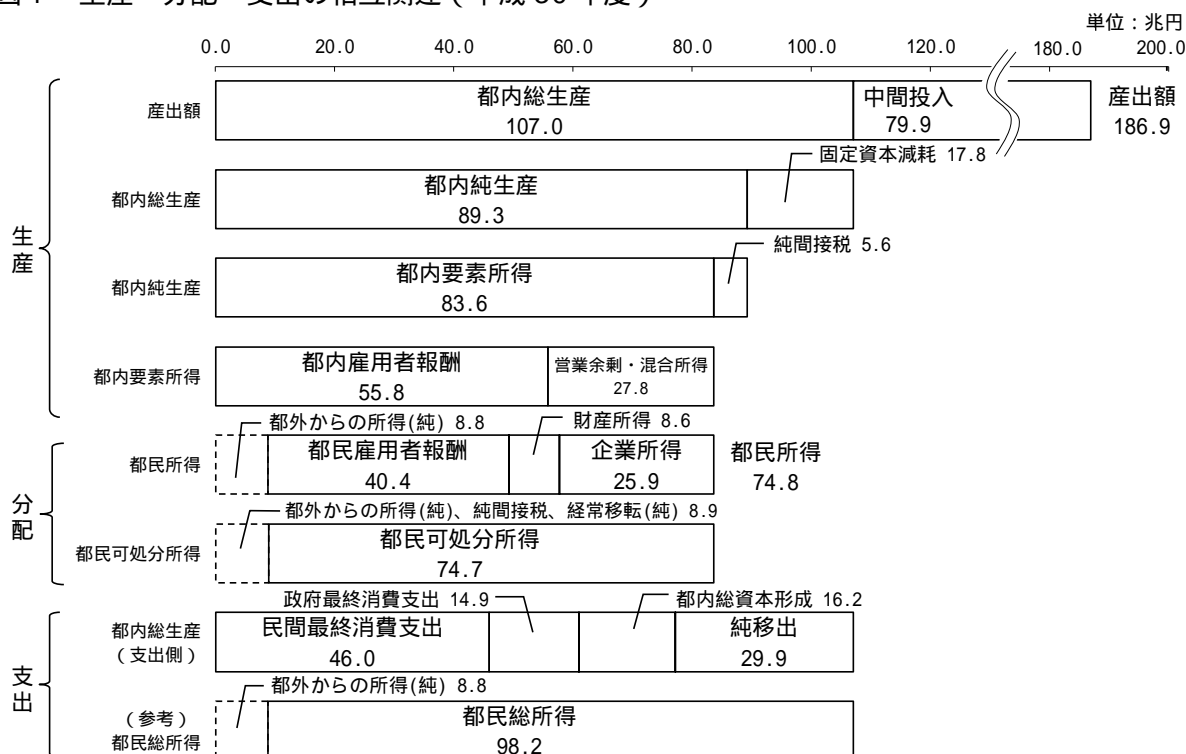 図1 生産・分配・支出の相互関連(平成30年度)
単位:兆円
0.0 20.0 40.0 60.0 80.0 100.0 120.0 180.0 200.0
生産
産出額
都内総生産
107.0
中間投入
79.9
産出額
186.9
固定資本減耗 17.8
都内総生産
都内純生産
89.3
純間接税 5.6
都内純生産
都内要素所得
83.6
都内要素所得
都内雇用者報酬
55.8
営業余剰・混合所得
27.8
分配
都外からの所得(純) 8.8
財産所得 8.6
都民所得
都民雇用者報酬
40.4
企業所得
25.9
都民所得
74.8
都外からの所得(純)、純間接税、経常移転(純) 8.9
都民可処分所得
都民可処分所得
74.7
支出
政府最終消費支出 14.9
都内総資本形成 16.2
都内総生産
(支出側)
民間最終消費支出
46.0
純移出
29.9
都外からの所得(純) 8.8
(参考)
都民総所得
都民総所得
98.2